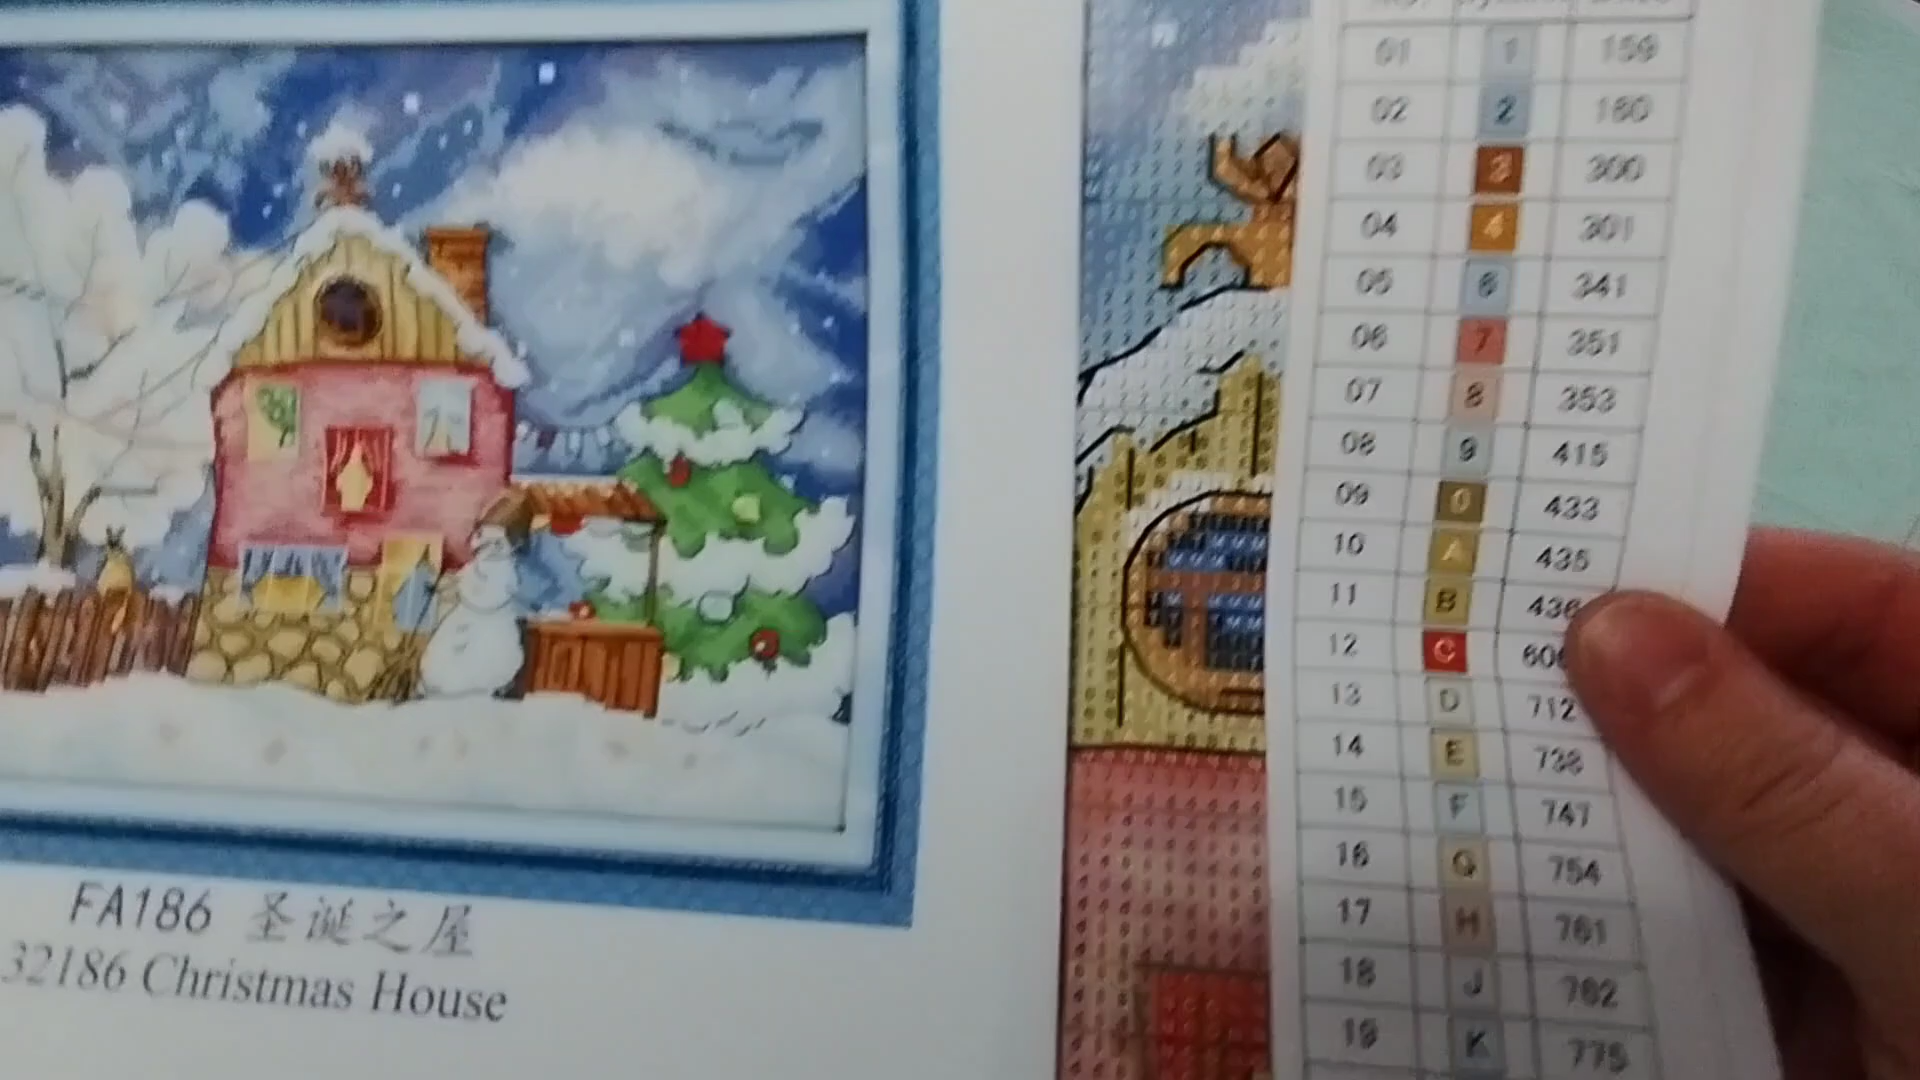 FA186 圣诞之屋
32186 Christmas House
01 1 159
02 2 160
03 3 300
04 4 301
05 6 341
06 7 351
07 8 353
08 9 415
09 0 433
10 A 435
11 B 436
12 C 606
13 D 712
14 E 738
15 F 747
16 G 754
17 H 761
18 J 762
19 K 775